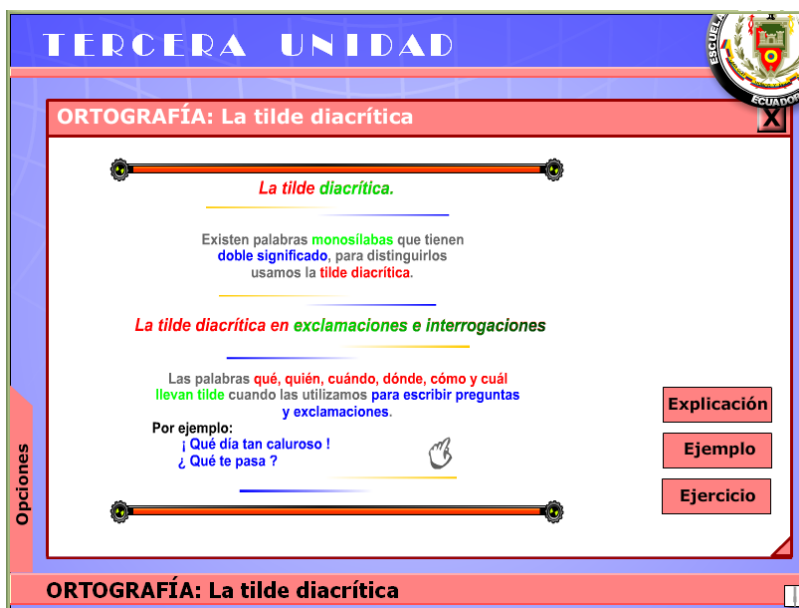 TERCERA UNIDAD
ESCUELA
ECUADOR
ORTOGRAFÍA: La tilde diacrítica
X
La tilde diacrítica.
Existen palabras monosílabas que tienen
doble significado, para distinguirlos
usamos la tilde diacrítica.
La tilde diacrítica en exclamaciones e interrogaciones
Las palabras qué, quién, cuándo, dónde, cómo y cuál
llevan tilde cuando las utilizamos para escribir preguntas
y exclamaciones.
Por ejemplo:
¡ Qué día tan caluroso !
¿ Qué te pasa ?
Explicación
Ejemplo
Ejercicio
Opciones
ORTOGRAFÍA: La tilde diacrítica